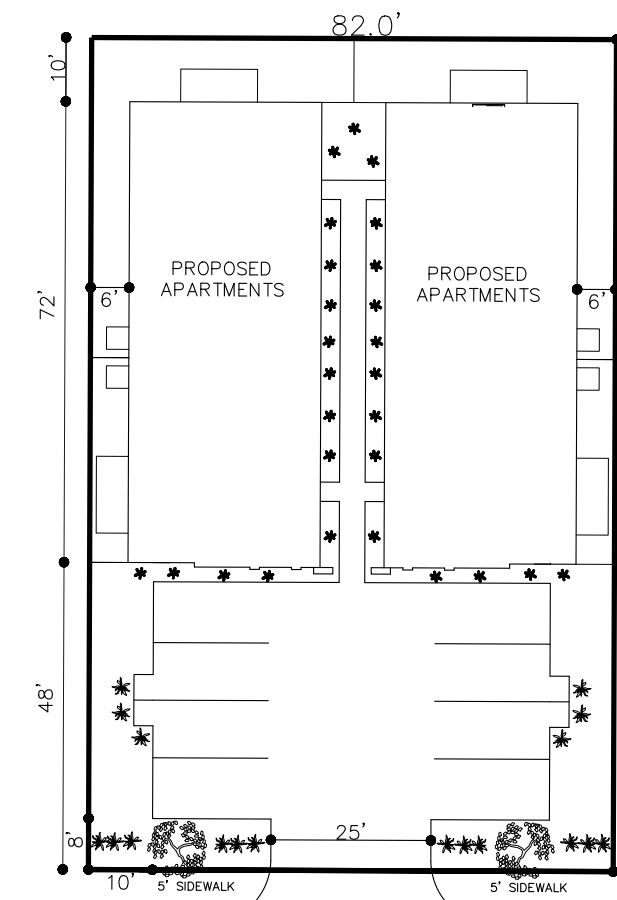 82.0'
10'
PROPOSED
APARTMENTS
PROPOSED
APARTMENTS
72'
6'
6'
48'
25'
8'
10'
5' SIDEWALK
5' SIDEWALK